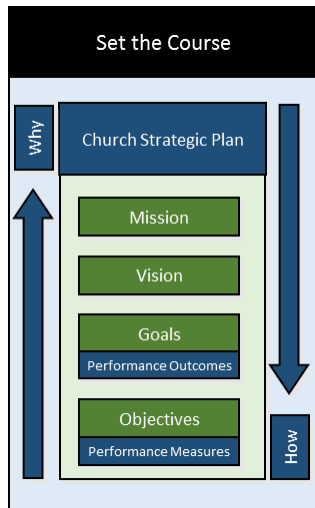 Set the Course
Why
Church Strategic Plan
Mission
Vision
Goals
Performance Outcomes
Objectives
Performance Measures
How